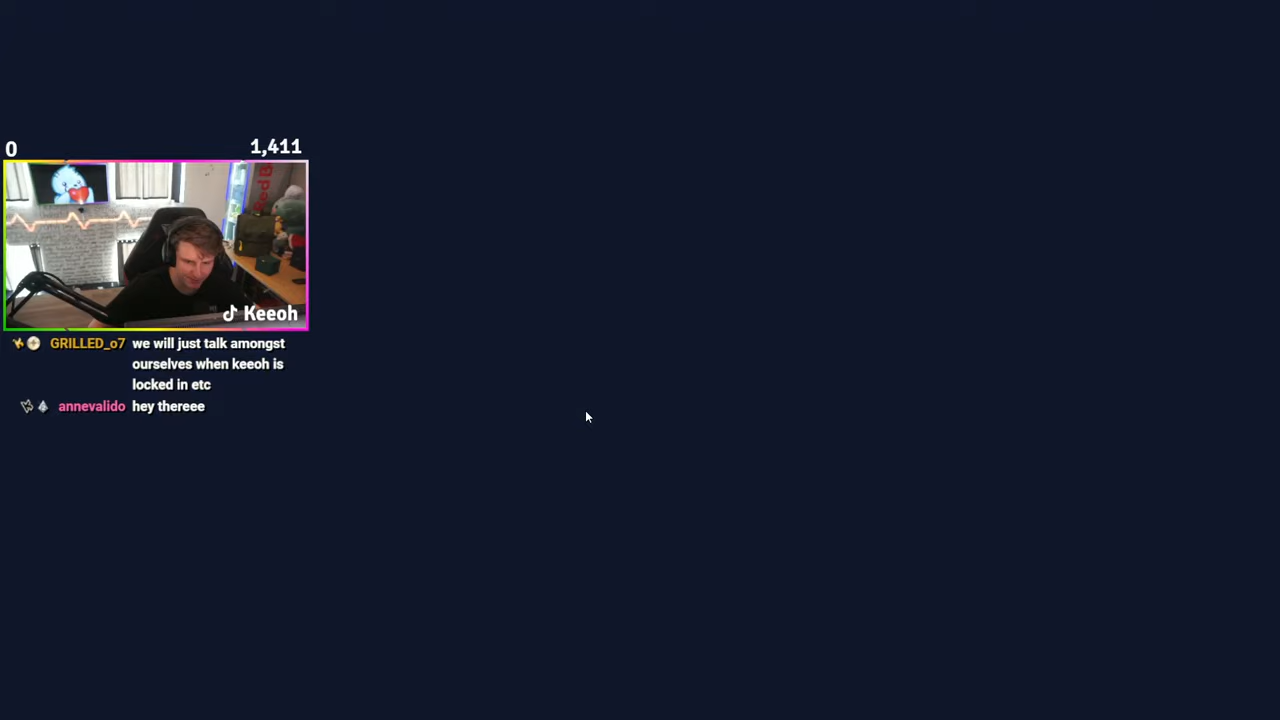 0
1,411
Red B
Keeoh
GRILLED_o7 we will just talk amongst
ourselves when keeoh is
locked in etc
annevalido hey thereee